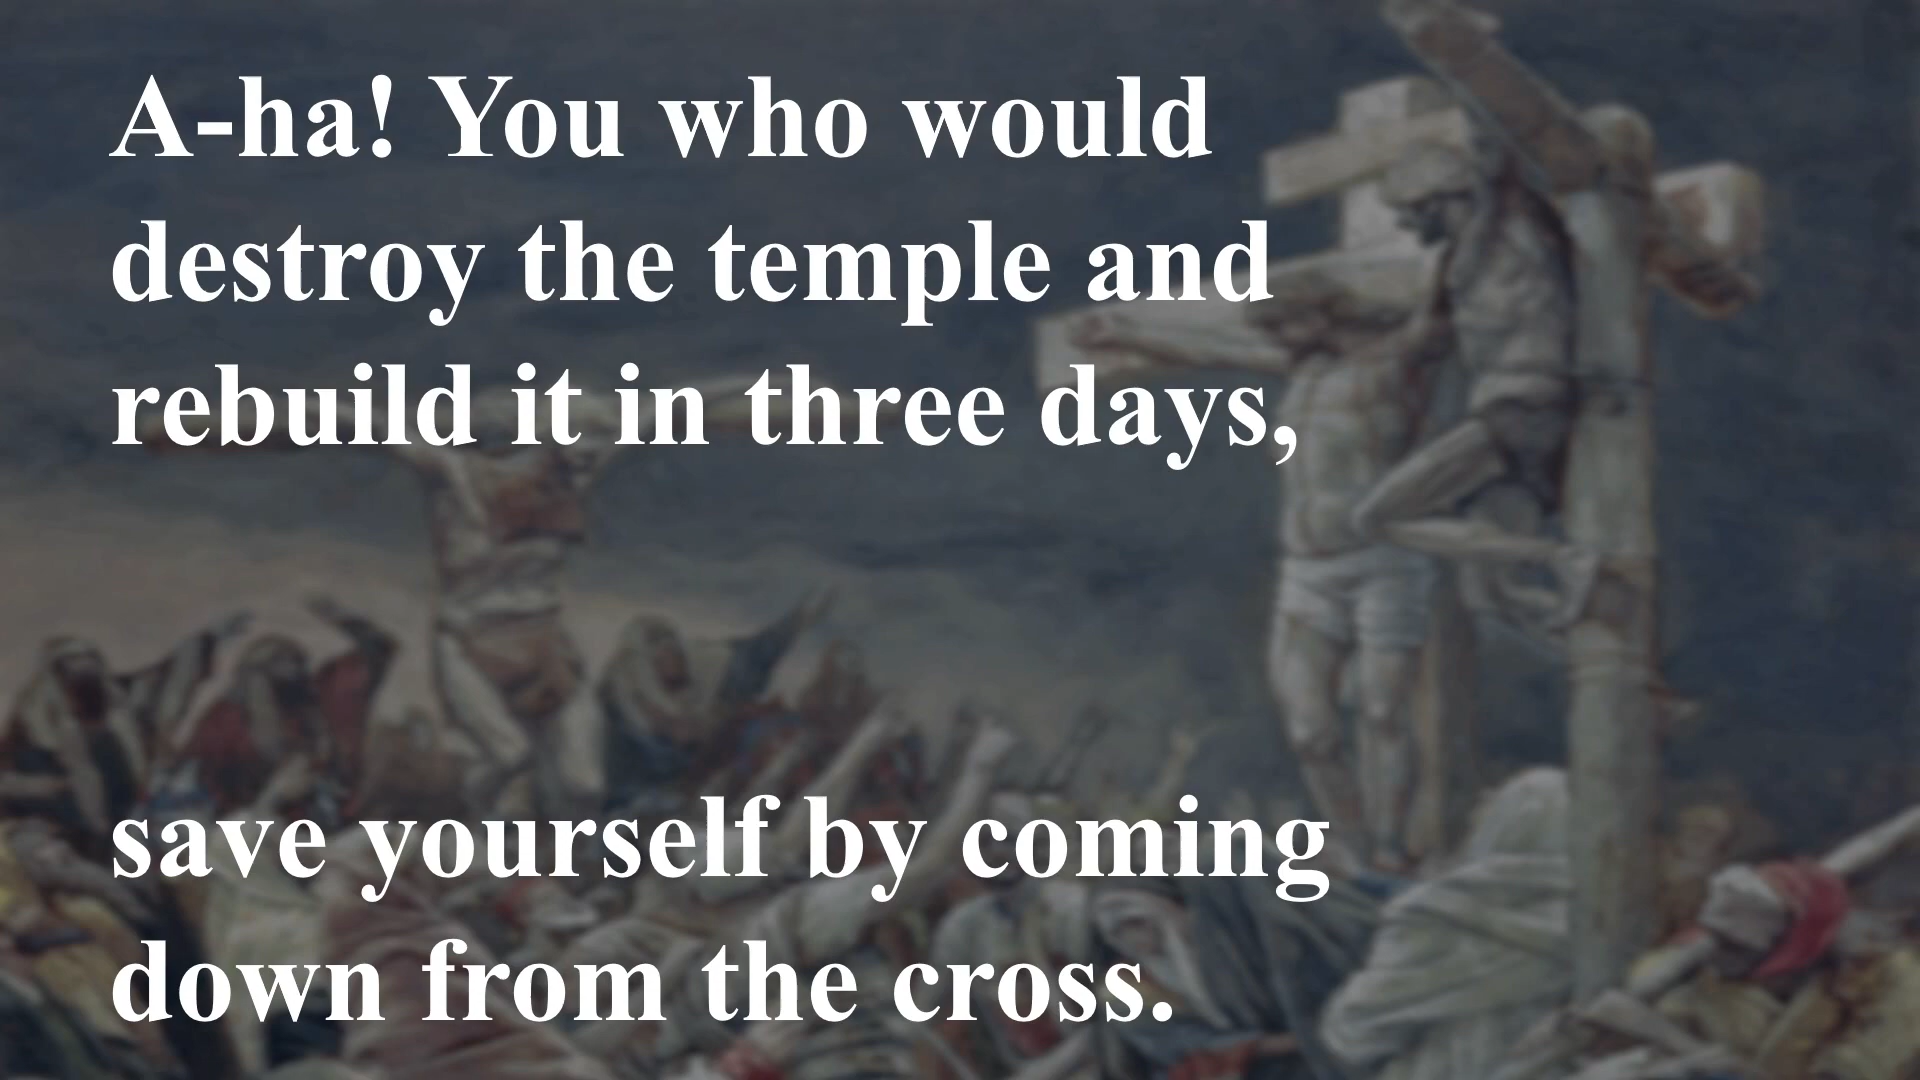 A-ha! You who would
destroy the temple and
rebuild it in three days,
save yourself by coming
down from the cross.